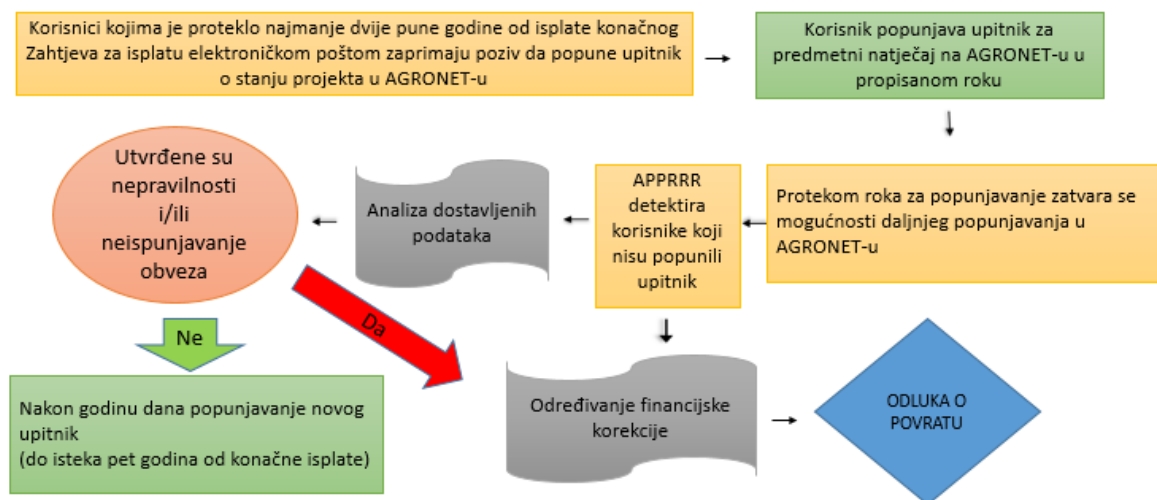 Korisnici kojima je proteklo najmanje dvije pune godine od isplate konačnog
Zahtjeva za isplatu elektroničkom poštom zaprimaju poziv da popune upitnik
o stanju projekta u AGRONET-u
Korisnik popunjava upitnik za
predmetni natječaj na AGRONET-u u
propisanom roku
Utvrđene su
nepravilnosti
i/ili
neispunjavanje
obveza
Analiza dostavljenih
podataka
APPRRR
detektira
korisnike koji
nisu popunili
upitnik
Protekom roka za popunjavanje zatvara se
mogućnosti daljnjeg popunjavanja u
AGRONET-u
Ne
Da
Nakon godinu dana popunjavanje novog
upitnik
(do isteka pet godina od konačne isplate)
Određivanje financijske
korekcije
ODLUKA O
POVRATU